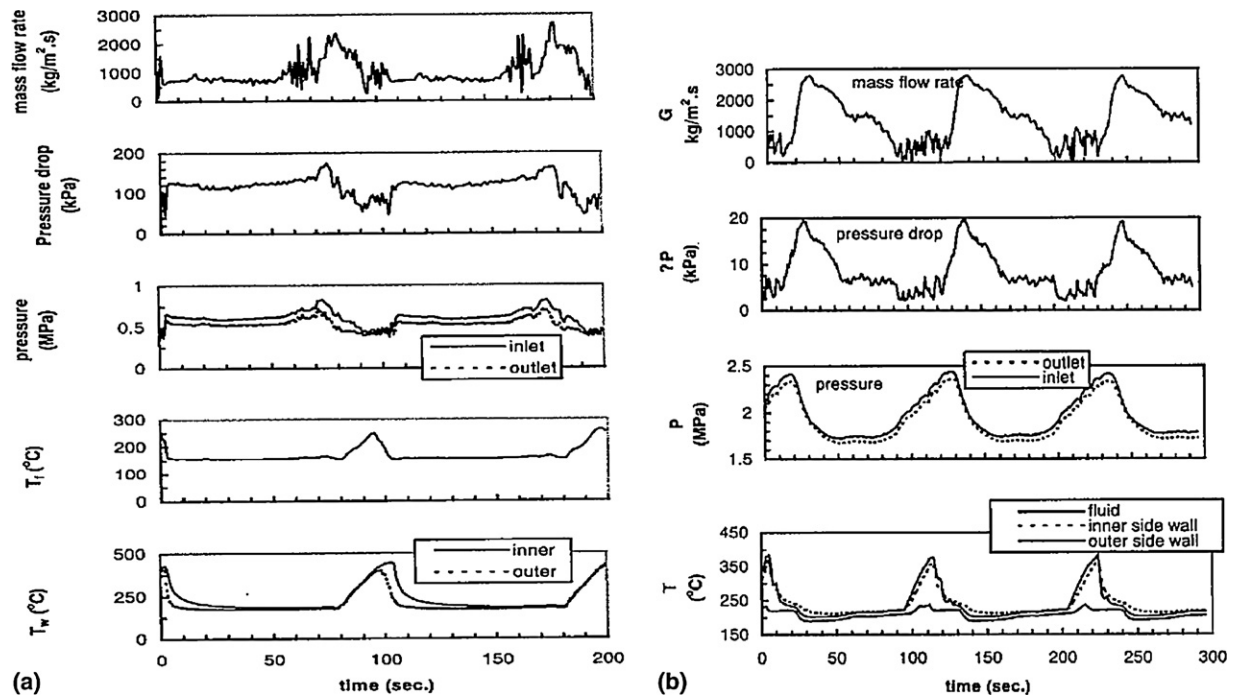 mass flow rate
(kg/m².s)
3000
2000
1000
0
Pressure drop
(kPa)
200
100
0
pressure
(MPa)
1
0.5
0
inlet
outlet
Tf (°C)
300
150
0
Tw (°C)
500
250
0
inner
outer
0 50 100 150 200
time (sec.)
(a)
G
kg/m².s
3000
2000
1000
0
mass flow rate
?P
(kPa)
20
10
0
pressure drop
P
(MPa)
2.5
2
1.5
pressure
outlet
inlet
T
(°C)
450
350
250
150
fluid
inner side wall
outer side wall
0 50 100 150 200 250 300
time (sec.)
(b)